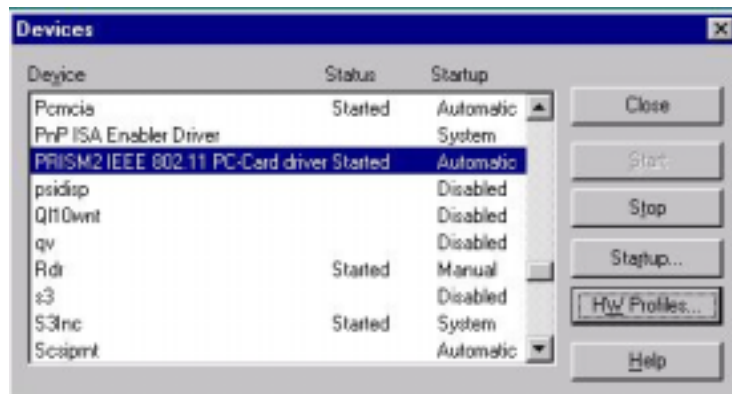 Devices
Device Status Startup
Pcmcia Started Automatic
Close
PnP ISA Enabler Driver System
PRISM2 IEEE 802.11 PC-Card driver Started Automatic
Start
psidisp Disabled
Ql10wnt Disabled
Stop
qv Disabled
Rdr Started Manual
Startup...
s3 Disabled
S3Inc Started System
HW Profiles...
Scsiprnt Automatic
Help